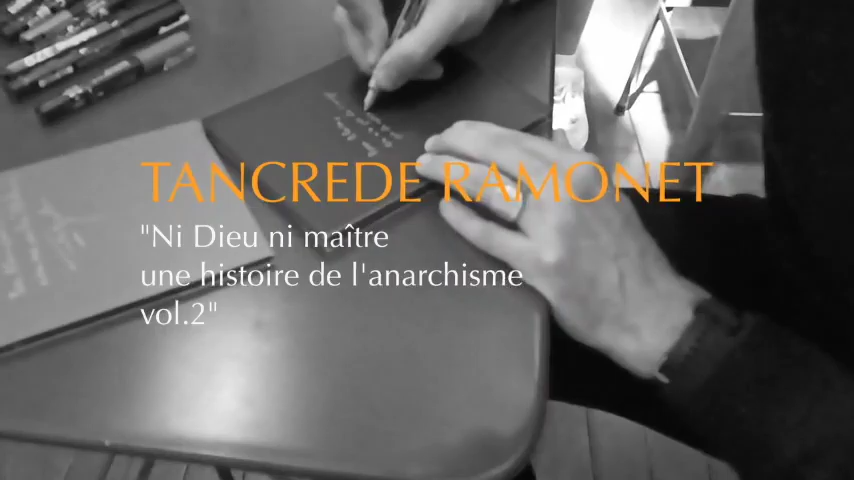 TANCREDE RAMONET
"Ni Dieu ni maître
une histoire de l'anarchisme
vol.2"